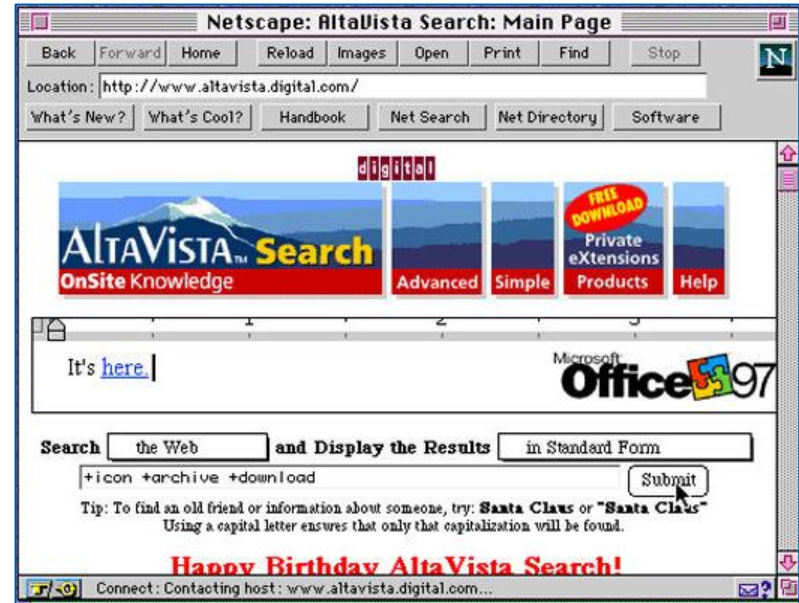 Netscape: AltaVista Search: Main Page
Back Forward Home Reload Images Open Print Find Stop
N
Location: http://www.altavista.digital.com/
What's New? What's Cool? Handbook Net Search Net Directory Software
digital
FREE DOWNLOAD
ALTAVISTA™ Search Private eXtensions
OnSite Knowledge Advanced Simple Products Help
1 2 3
It's here. Microsoft Office 97
Search the Web and Display the Results in Standard Form
+icon +archive +download Submit
Tip: To find an old friend or information about someone, try: Santa Claus or "Santa Claus"
Using a capital letter ensures that only that capitalization will be found.
Happy Birthday AltaVista Search!
Connect: Contacting host: www.altavista.digital.com... ?